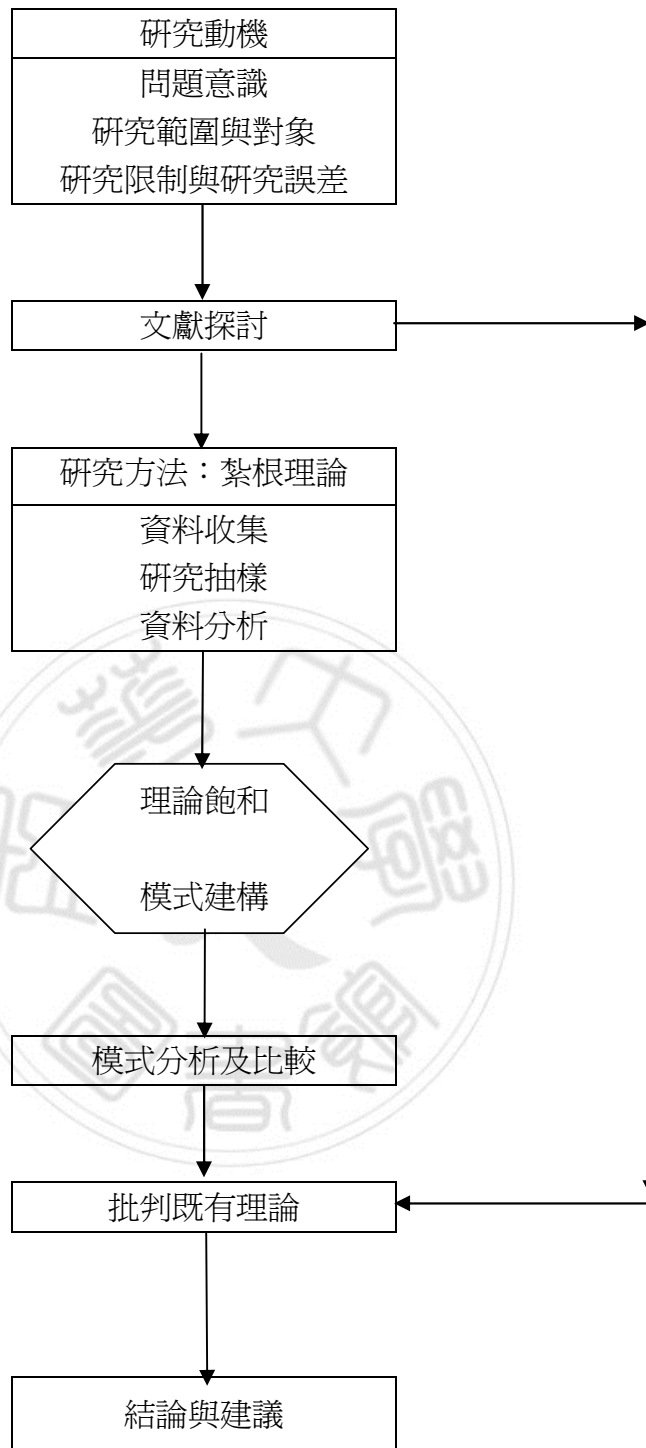 研究動機
問題意識
研究範圍與對象
研究限制與研究誤差
文獻探討
研究方法：紮根理論
資料收集
研究抽樣
資料分析
理論飽和
模式建構
模式分析及比較
批判既有理論
結論與建議